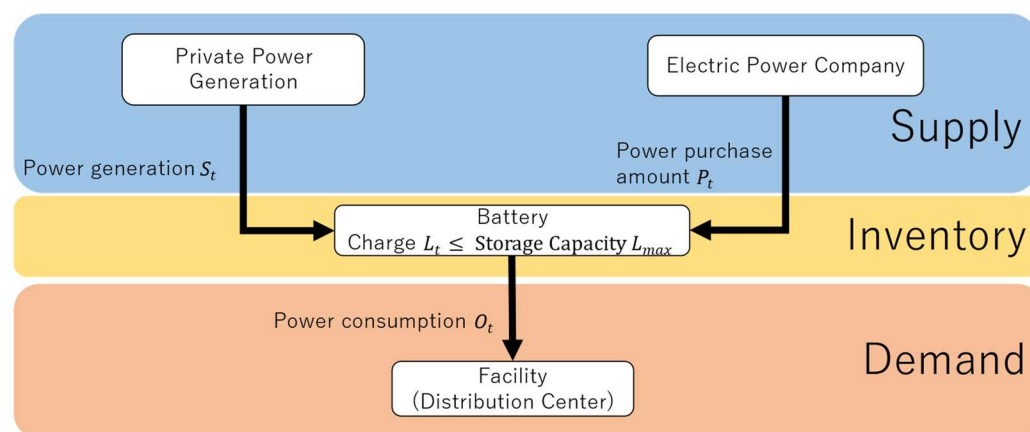 Private Power
Generation
Electric Power Company
Supply
Power generation S_t
Power purchase
amount P_t
Battery
Charge L_t ≤ Storage Capacity L_max
Inventory
Power consumption O_t
Facility
(Distribution Center)
Demand